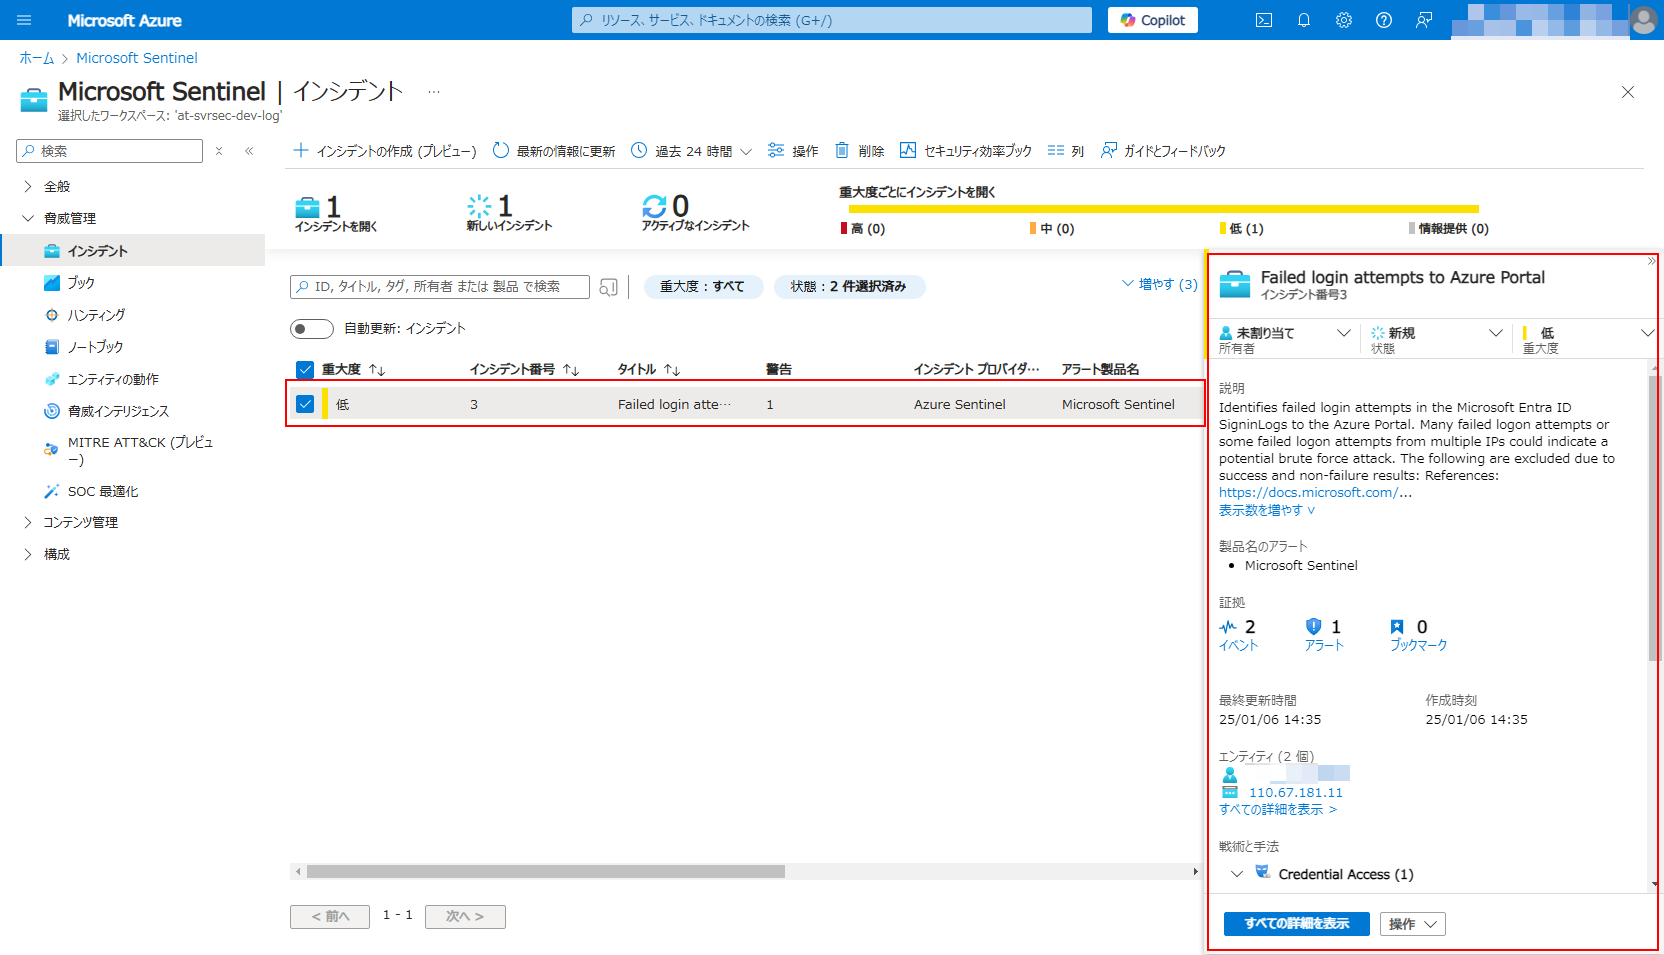 Microsoft Azure
リソース、サービス、ドキュメントの検索 (G+/)
Copilot
ホーム > Microsoft Sentinel
Microsoft Sentinel | インシデント ...
選択したワークスペース: 'at-svrsec-dev-log'
検索
全般
脅威管理
インシデント
ブック
ハンティング
ノートブック
エンティティの動作
脅威インテリジェンス
MITRE ATT&CK (プレビュ
ー)
SOC 最適化
コンテンツ管理
構成
インシデントの作成 (プレビュー)
最新の情報に更新
過去 24 時間
操作
削除
セキュリティ効率ブック
列
ガイドとフィードバック
1
インシデントを開く
1
新しいインシデント
0
アクティブなインシデント
重大度ごとにインシデントを開く
高 (0)
中 (0)
低 (1)
情報提供 (0)
ID, タイトル, タグ, 所有者 または 製品 で検索
重大度 : すべて
状態 : 2 件選択済み
増やす (3)
自動更新: インシデント
重大度 ↑↓
インシデント番号 ↑↓
タイトル ↑↓
警告
インシデント プロバイダ…
アラート製品名
低
3
Failed login atte…
1
Azure Sentinel
Microsoft Sentinel
< 前へ
1 - 1
次へ >
Failed login attempts to Azure Portal
インシデント番号3
未割り当て
所有者
新規
状態
低
重大度
説明
Identifies failed login attempts in the Microsoft Entra ID
SigninLogs to the Azure Portal. Many failed logon attempts or
some failed logon attempts from multiple IPs could indicate a
potential brute force attack. The following are excluded due to
success and non-failure results: References:
https://docs.microsoft.com/...
表示数を増やす ∨
製品名のアラート
• Microsoft Sentinel
証拠
2
イベント
1
アラート
0
ブックマーク
最終更新時間
25/01/06 14:35
作成時刻
25/01/06 14:35
エンティティ (2 個)
110.67.181.11
すべての詳細を表示 >
戦術と手法
Credential Access (1)
すべての詳細を表示
操作